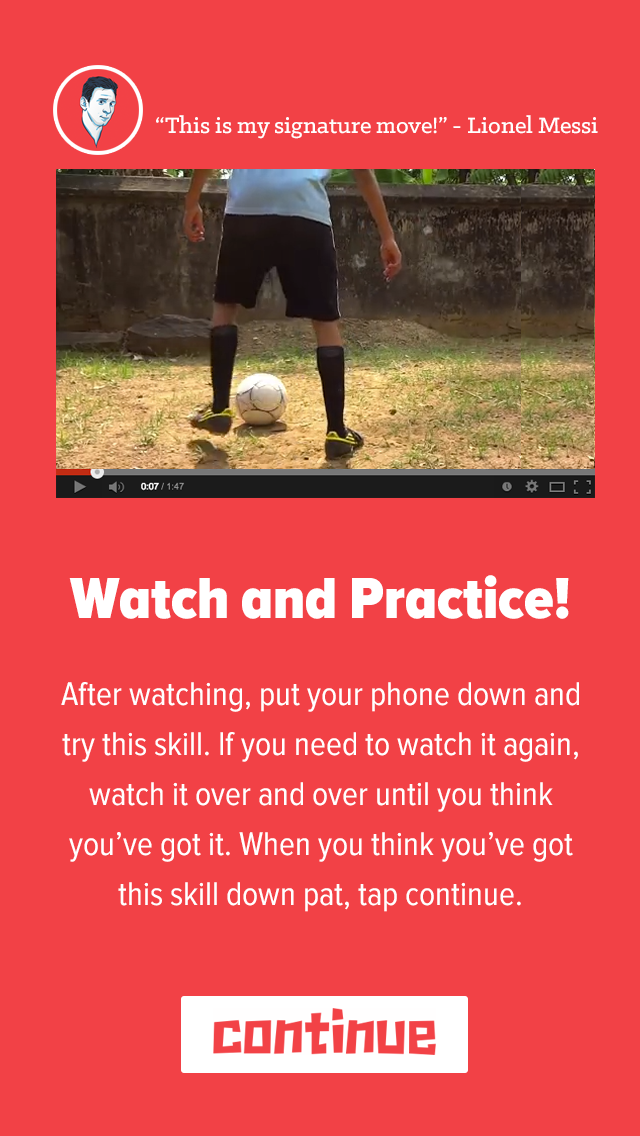 “This is my signature move!” - Lionel Messi
0:07 / 1:47
Watch and Practice!
After watching, put your phone down and
try this skill. If you need to watch it again,
watch it over and over until you think
you’ve got it. When you think you’ve got
this skill down pat, tap continue.
continue